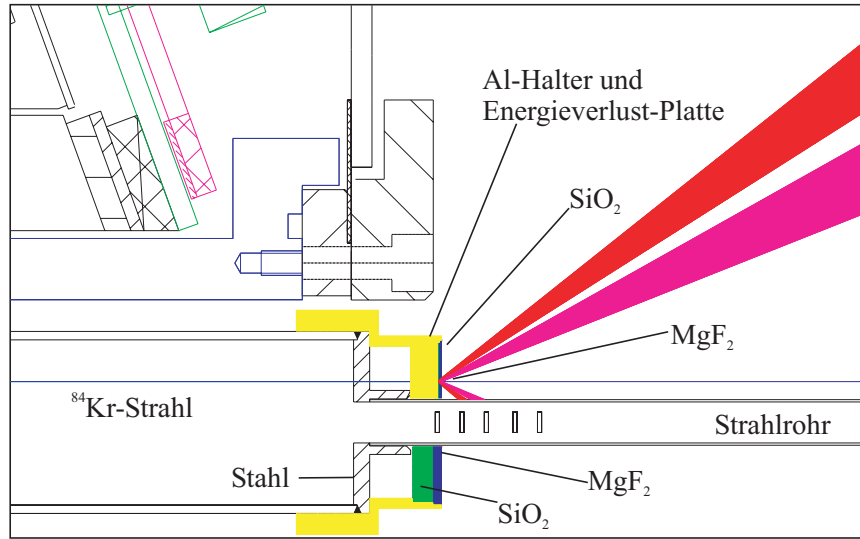 Al-Halter und
Energieverlust-Platte
SiO₂
MgF₂
⁸⁴Kr-Strahl
Strahlrohr
Stahl
MgF₂
SiO₂